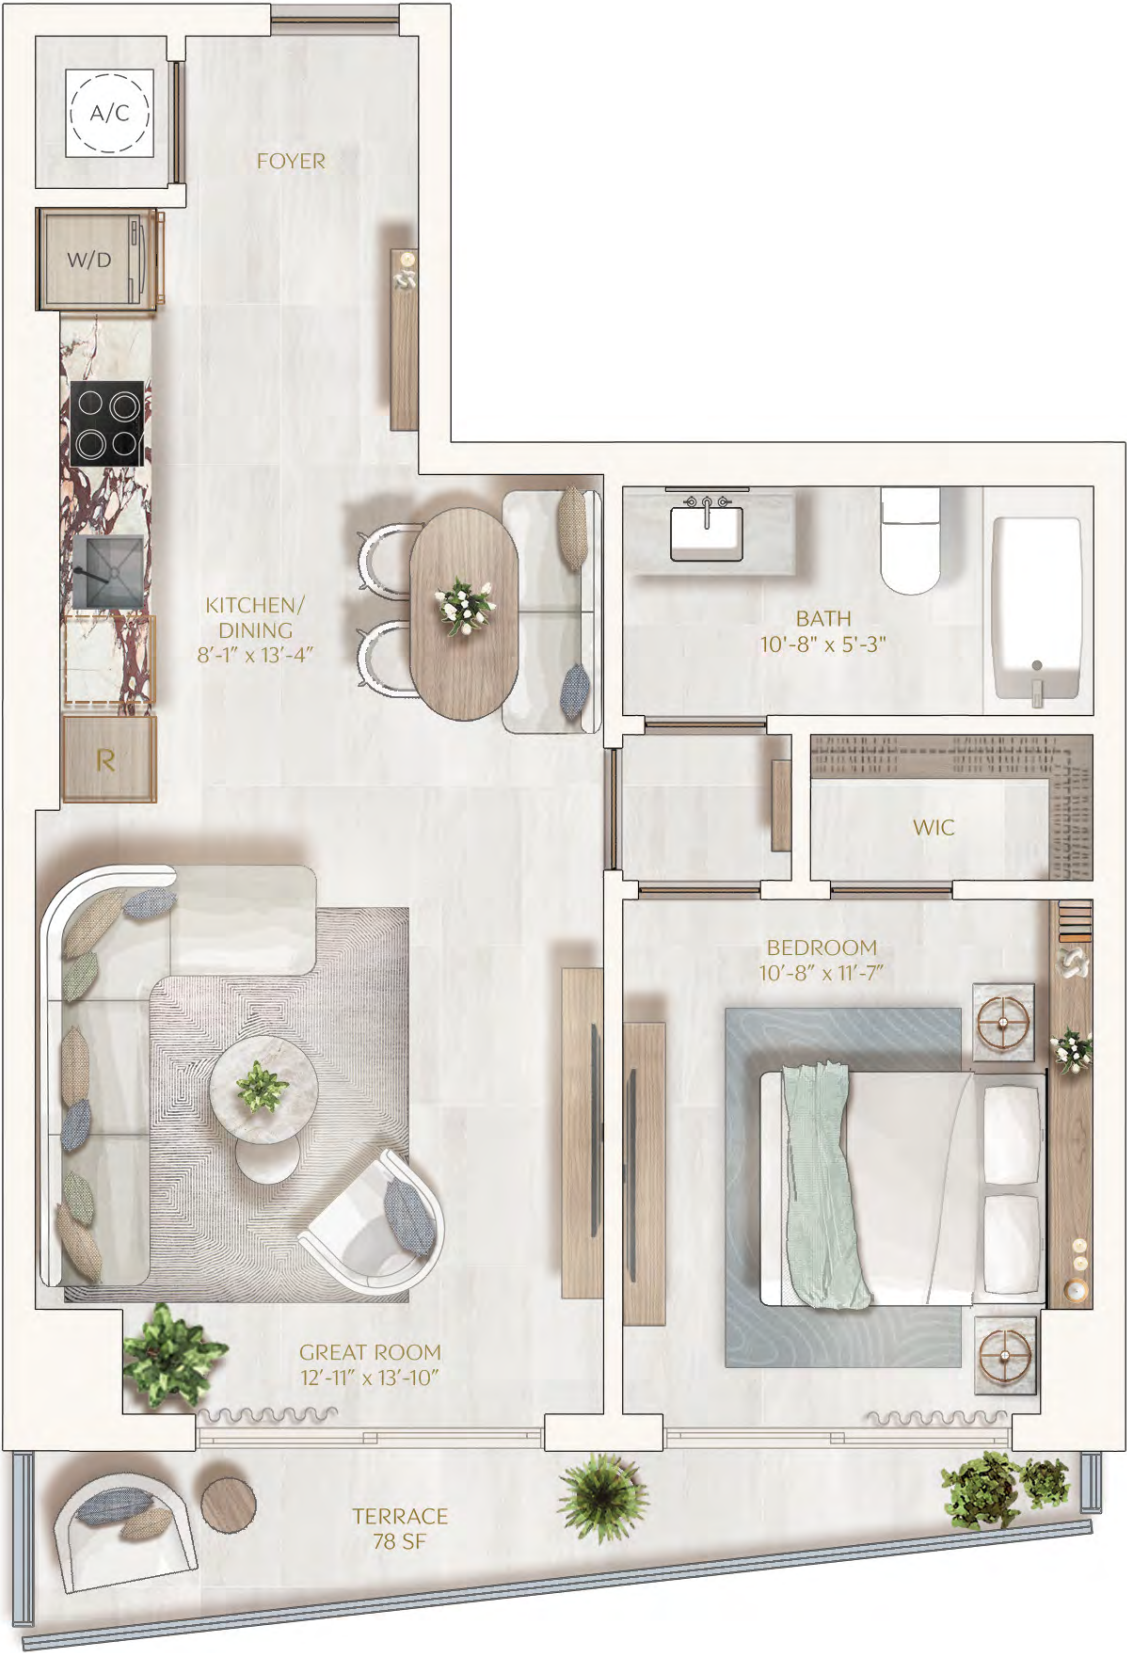 A/C
FOYER
W/D
KITCHEN/
DINING
8'-1" x 13'-4"
BATH
10'-8" x 5'-3"
R
WIC
BEDROOM
10'-8" x 11'-7"
GREAT ROOM
12'-11" x 13'-10"
TERRACE
78 SF